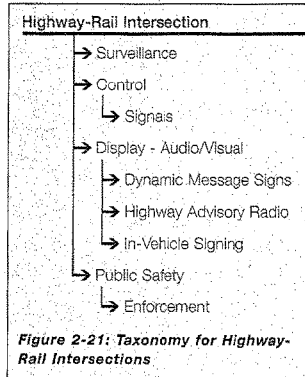 Highway-Rail Intersection
Surveillance
Control
Signals
Display - Audio/Visual
Dynamic Message Signs
Highway Advisory Radio
In-Vehicle Signing
Public Safety
Enforcement
Figure 2-21: Taxonomy for Highway-
Rail Intersections